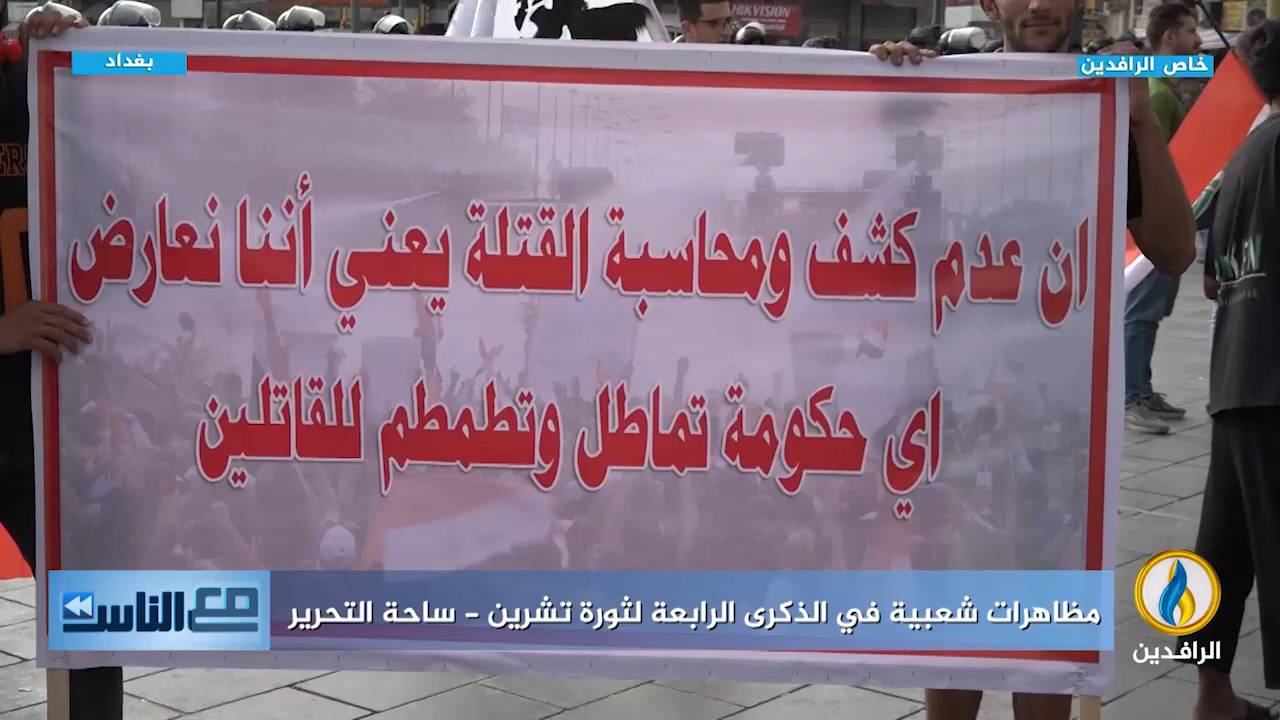 HIKVISION
بغداد
خاص الرافدين
ان عدم كشف ومحاسبة القتلة يعني أننا نعارض
اي حكومة تماطل وتطمطم للقاتلين
مع الناس
مظاهرات شعبية في الذكرى الرابعة لثورة تشرين - ساحة التحرير
الرافدين